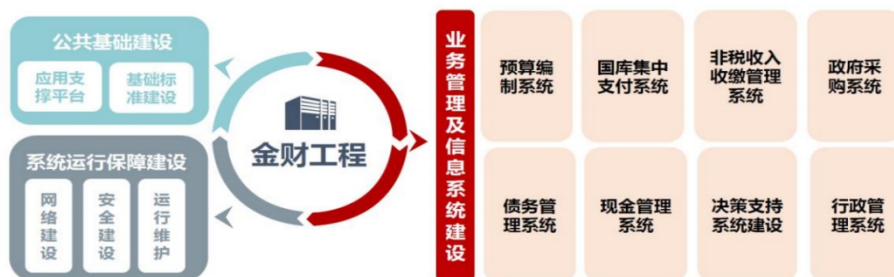 公共基础建设
应用支
撑平台
基础标
准建设
系统运行保障建设
网络建设
安全建设
运行维护
金财工程
业务管理及信息系统建设
预算编
制系统
国库集中
支付系统
非税收入
收缴管理
系统
政府采
购系统
债务管
理系统
现金管理
系统
决策支持
系统建设
行政管
理系统